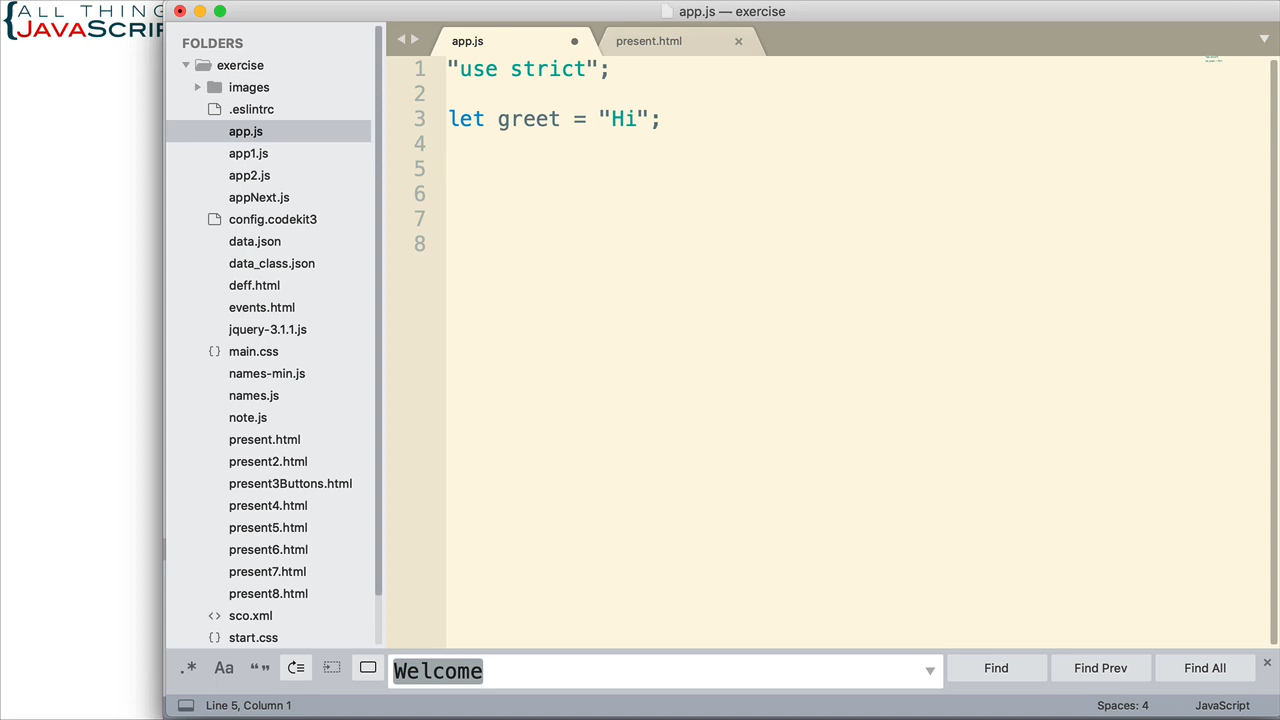 {ALL THING
JAVASCRIP
app.js — exercise
FOLDERS
exercise
images
.eslintrc
app.js
app1.js
app2.js
appNext.js
config.codekit3
data.json
data_class.json
deff.html
events.html
jquery-3.1.1.js
{} main.css
names-min.js
names.js
note.js
present.html
present2.html
present3Buttons.html
present4.html
present5.html
present6.html
present7.html
present8.html
<> sco.xml
{} start.css
app.js
present.html
1 "use strict";
2
3 let greet = "Hi";
4
5
6
7
8
.* Aa “ ”
Welcome
Find
Find Prev
Find All
Line 5, Column 1
Spaces: 4
JavaScript